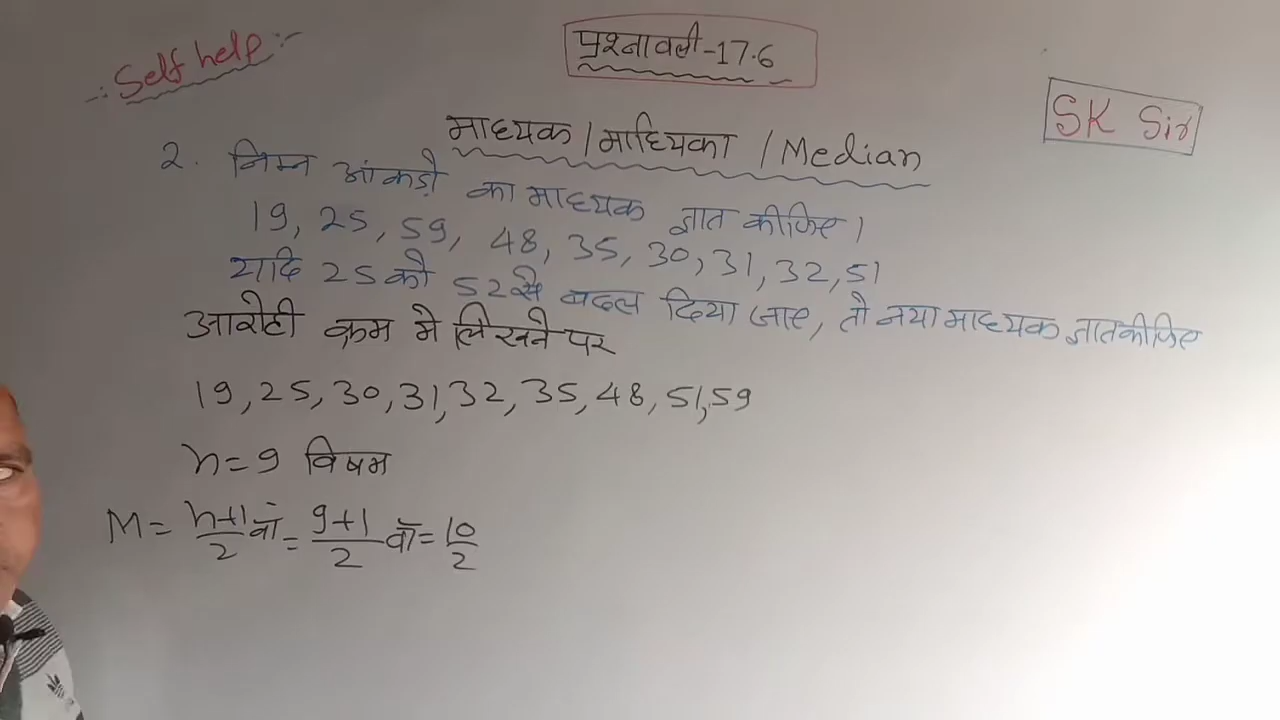 ∴ Self help :-
प्रश्नावली-17.6
SK Sir
माध्यक/माध्यिका/Median
2. निम्न आंकड़ो का माध्यक ज्ञात कीजिए।
19, 25, 59, 48, 35, 30, 31, 32, 51
यदि 25 को 52 से बदल दिया जाए, तो नया माध्यक ज्ञात कीजिए
आरोही क्रम मे लिखने पर
19, 25, 30, 31, 32, 35, 48, 51, 59
n = 9 विषम
M = n+1/2 वाँ = 9+1/2 वाँ = 10/2